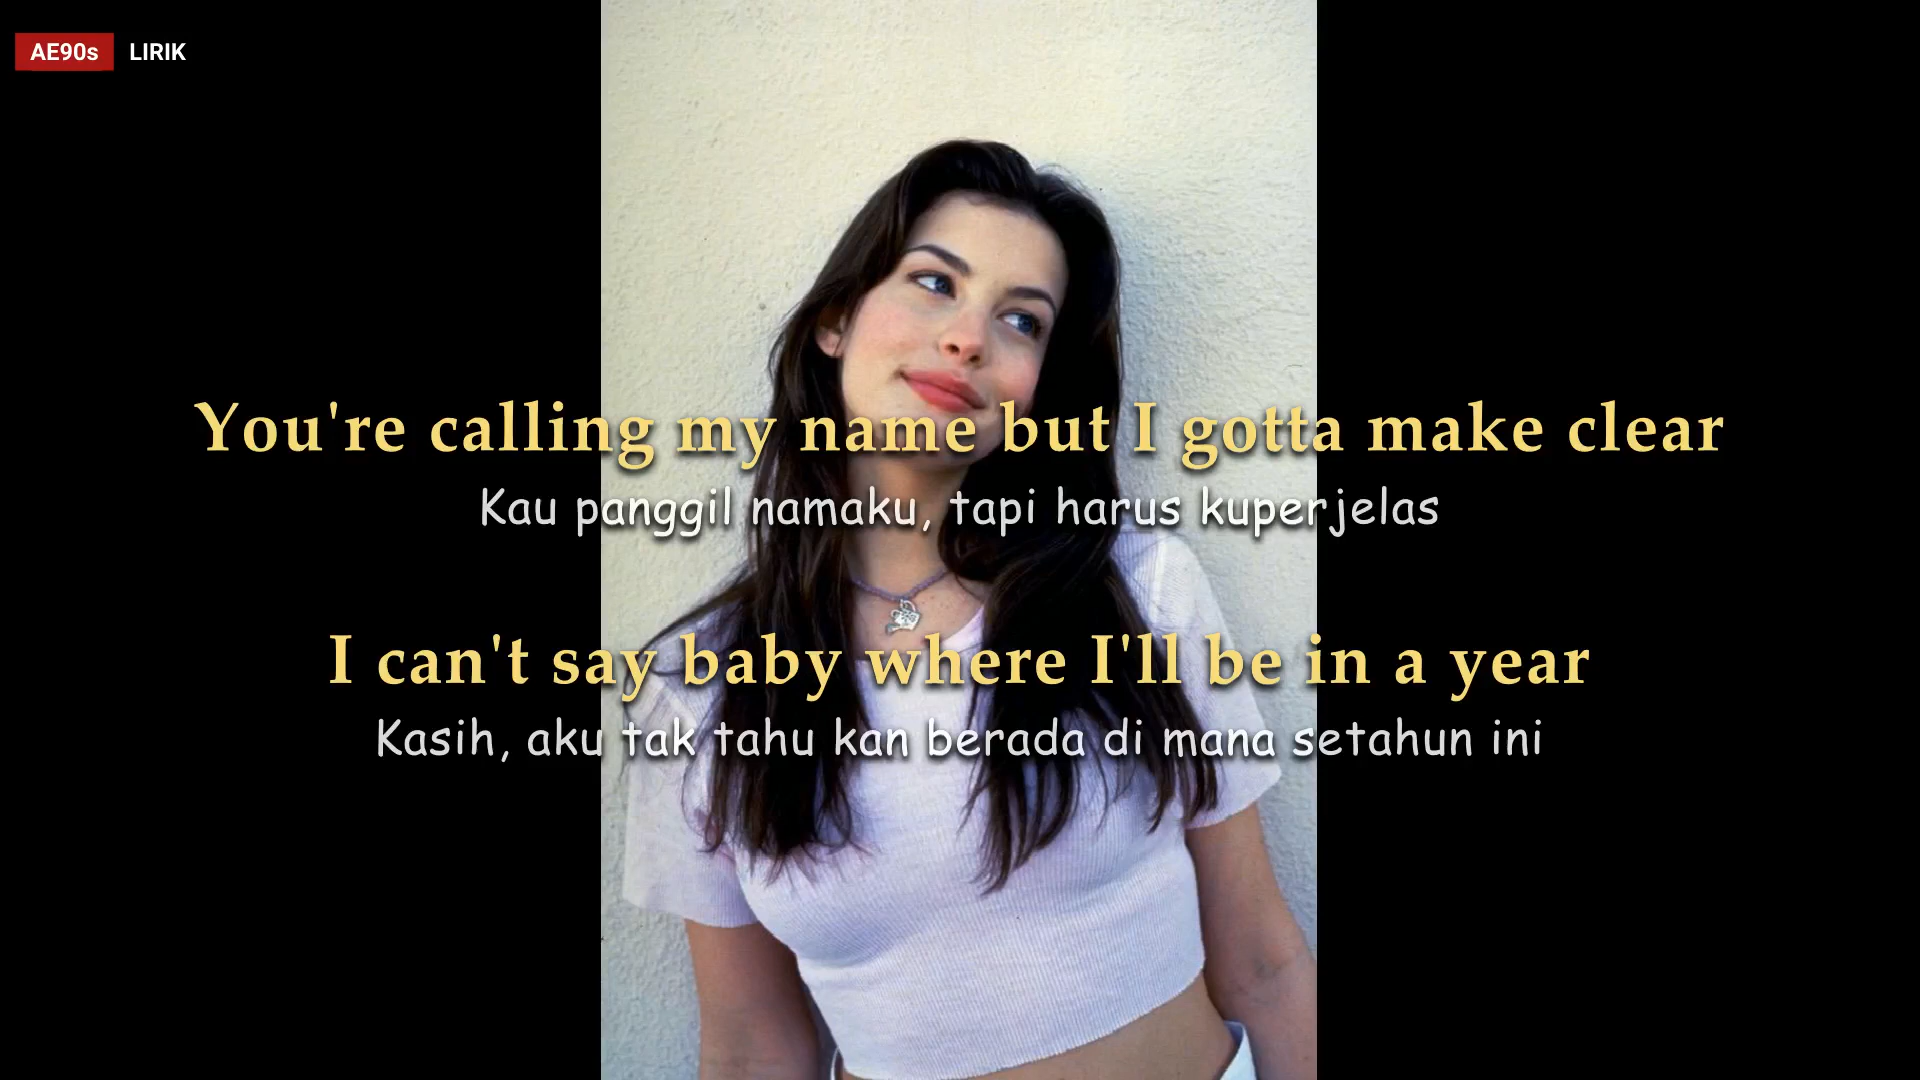 AE90s LIRIK
You're calling my name but I gotta make clear
Kau panggil namaku, tapi harus kuperjelas
I can't say baby where I'll be in a year
Kasih, aku tak tahu kan berada di mana setahun ini